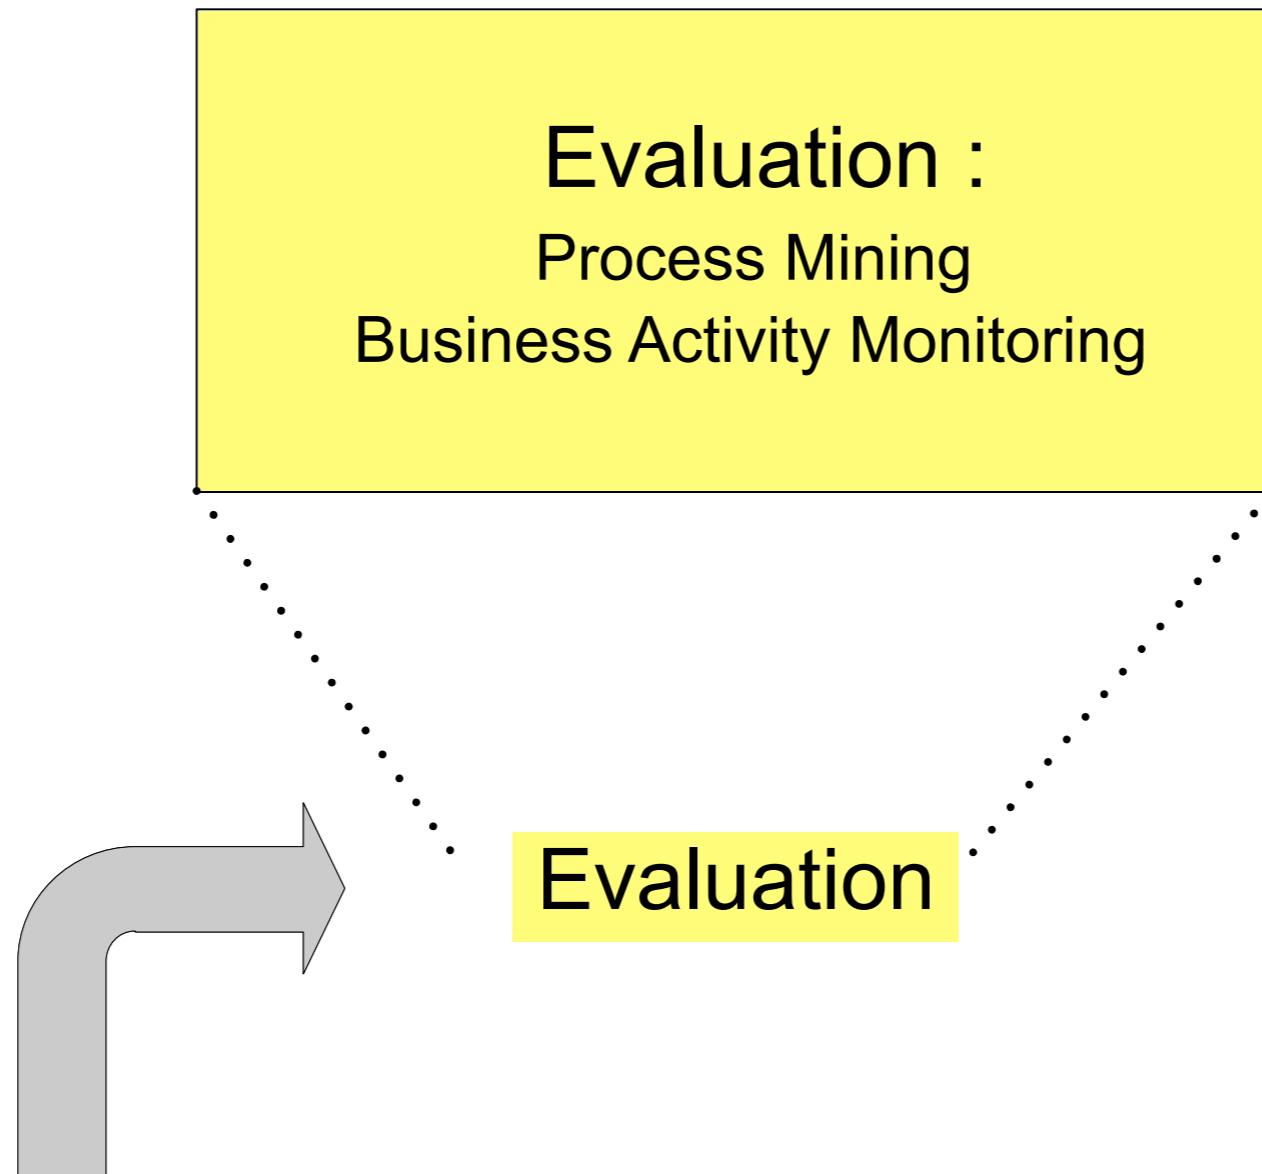 Evaluation :
Process Mining
Business Activity Monitoring
Evaluation